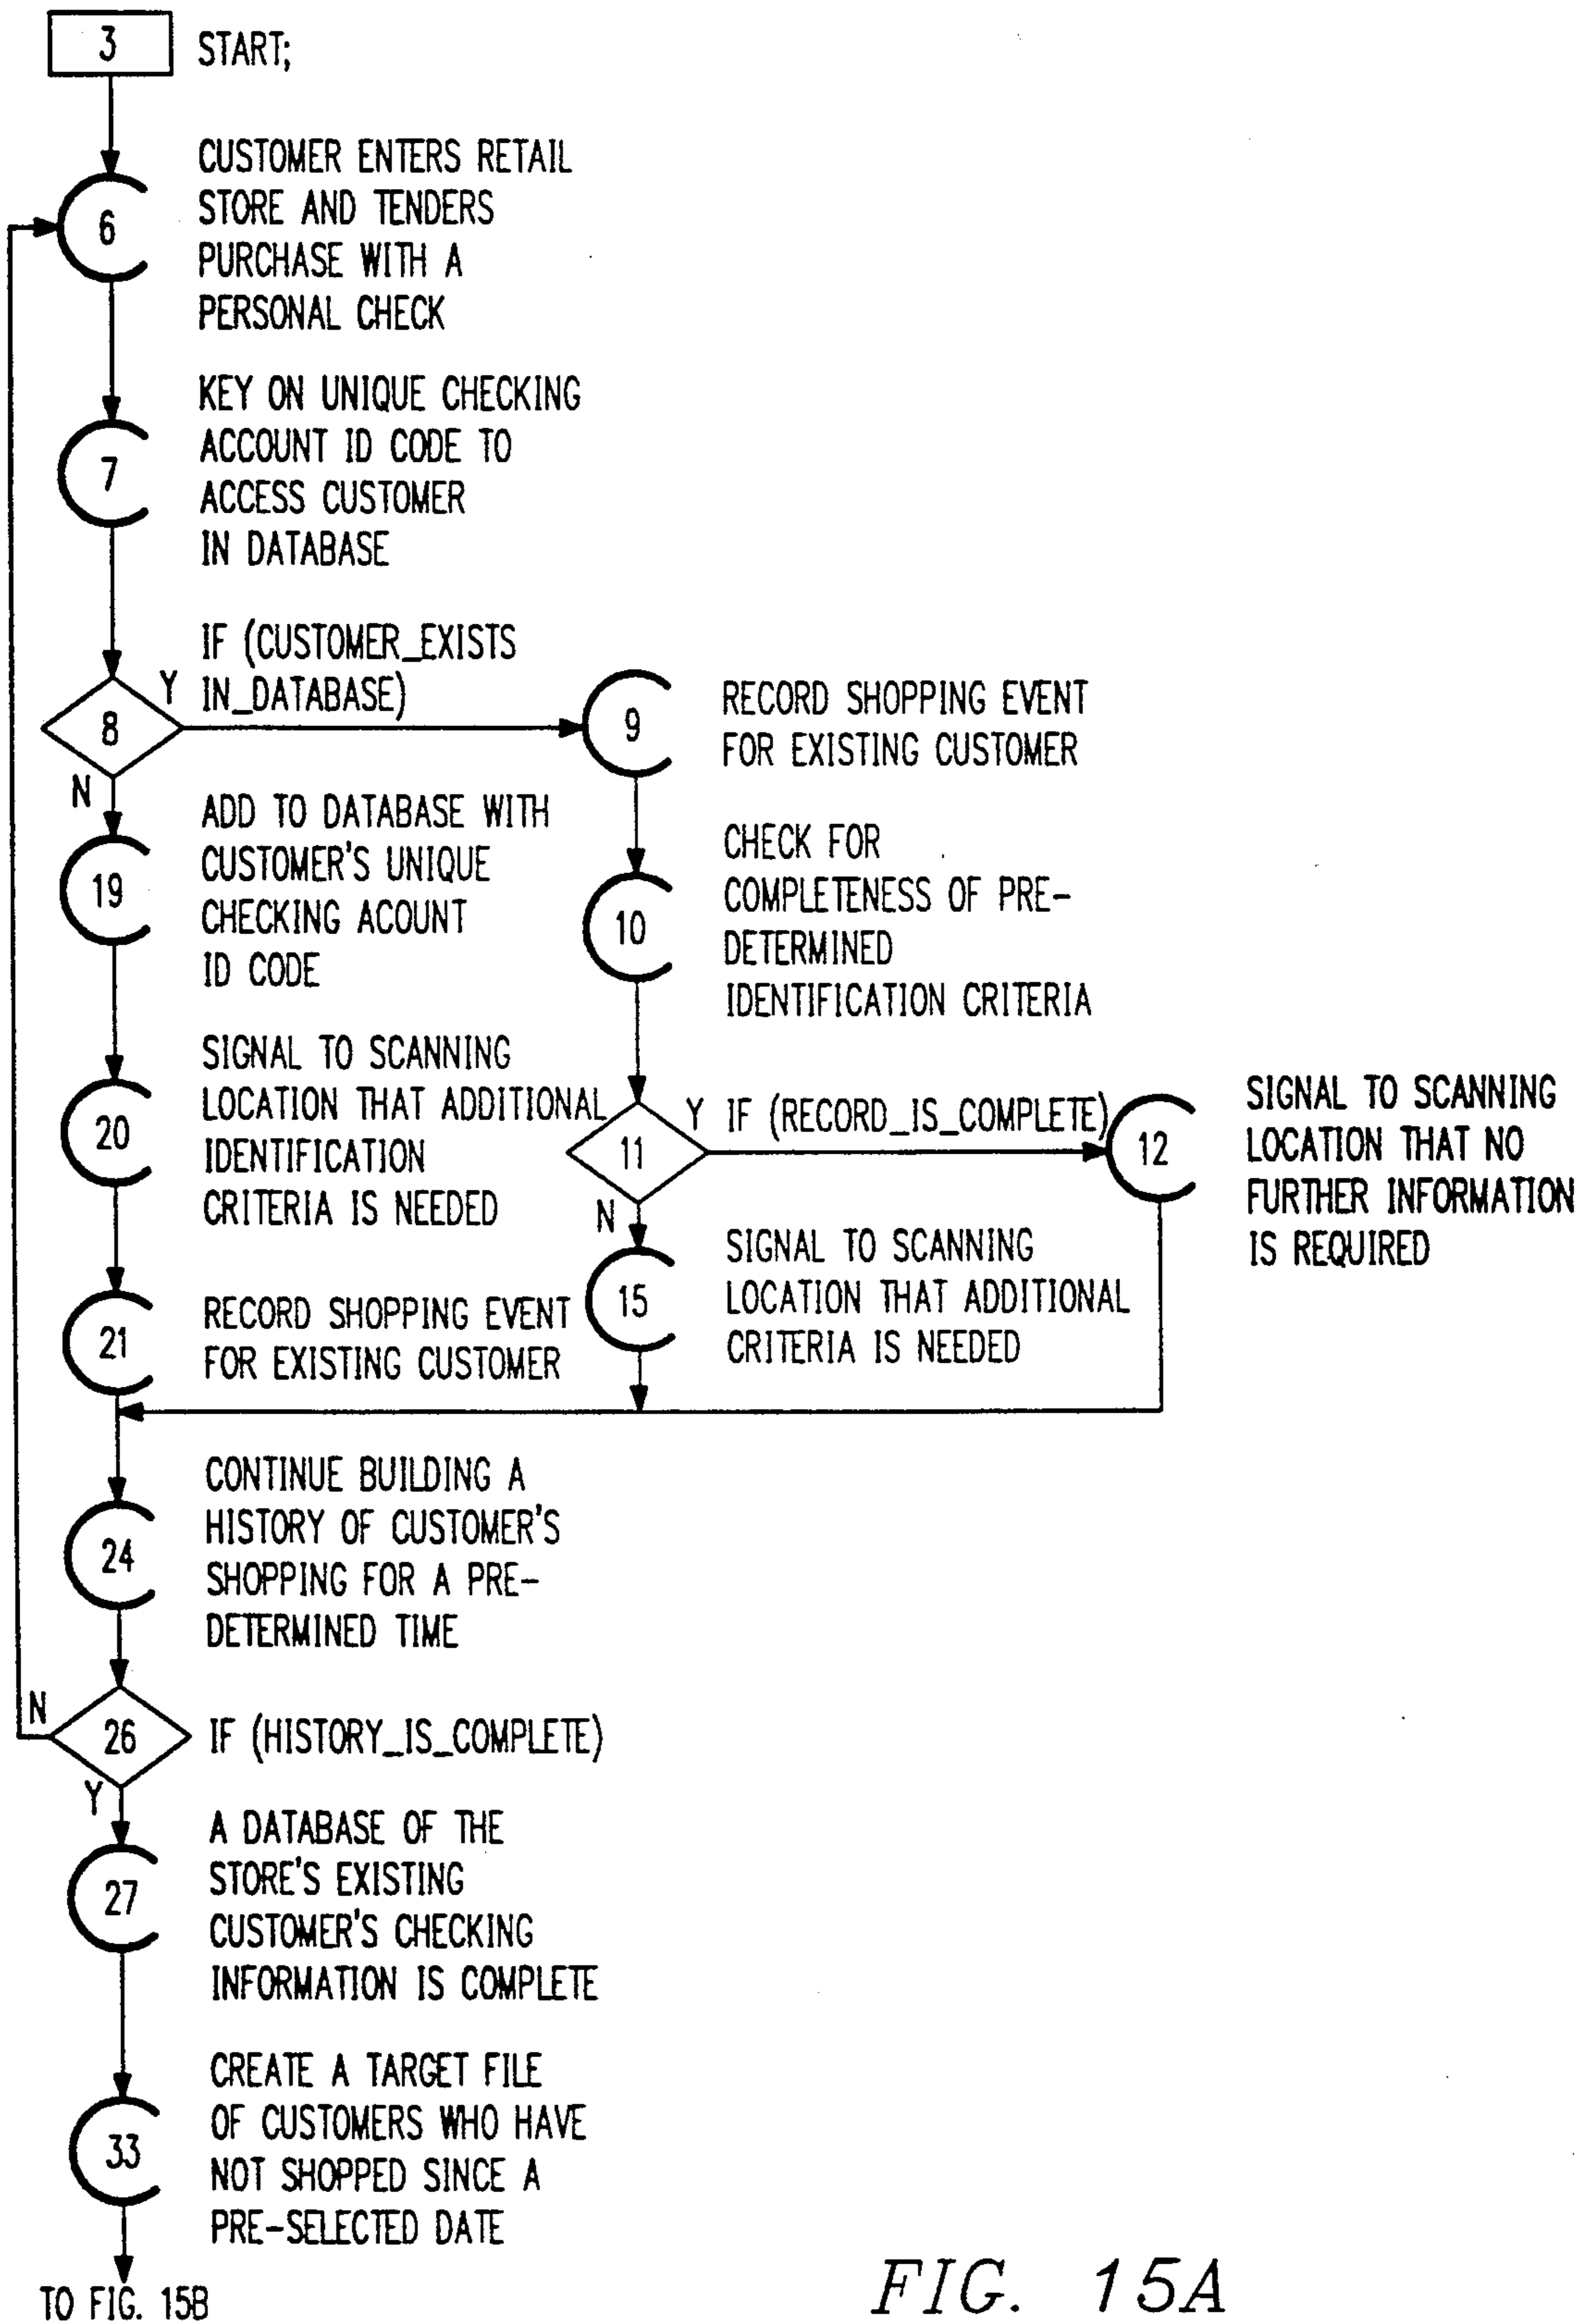 3 START;
CUSTOMER ENTERS RETAIL
STORE AND TENDERS
PURCHASE WITH A
PERSONAL CHECK
6
KEY ON UNIQUE CHECKING
ACCOUNT ID CODE TO
ACCESS CUSTOMER
IN DATABASE
7
IF (CUSTOMER_EXISTS
IN_DATABASE)
Y
8
N
9
RECORD SHOPPING EVENT
FOR EXISTING CUSTOMER
ADD TO DATABASE WITH
CUSTOMER'S UNIQUE
CHECKING ACOUNT
ID CODE
19
CHECK FOR
COMPLETENESS OF PRE-
DETERMINED
IDENTIFICATION CRITERIA
10
SIGNAL TO SCANNING
LOCATION THAT ADDITIONAL
IDENTIFICATION
CRITERIA IS NEEDED
20
11
Y IF (RECORD_IS_COMPLETE)
N
12
SIGNAL TO SCANNING
LOCATION THAT NO
FURTHER INFORMATION
IS REQUIRED
RECORD SHOPPING EVENT
FOR EXISTING CUSTOMER
21
15
SIGNAL TO SCANNING
LOCATION THAT ADDITIONAL
CRITERIA IS NEEDED
CONTINUE BUILDING A
HISTORY OF CUSTOMER'S
SHOPPING FOR A PRE-
DETERMINED TIME
24
N
26
IF (HISTORY_IS_COMPLETE)
Y
A DATABASE OF THE
STORE'S EXISTING
CUSTOMER'S CHECKING
INFORMATION IS COMPLETE
27
CREATE A TARGET FILE
OF CUSTOMERS WHO HAVE
NOT SHOPPED SINCE A
PRE-SELECTED DATE
33
TO FIG. 15B
FIG. 15A